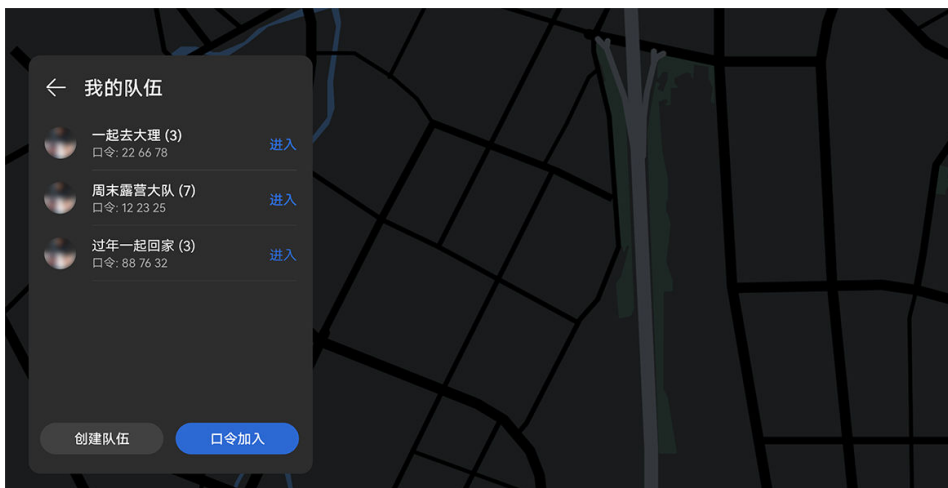 我的队伍
一起去大理 (3)
口令: 22 66 78
进入
周末露营大队 (7)
口令: 12 23 25
进入
过年一起回家 (3)
口令: 88 76 32
进入
创建队伍
口令加入